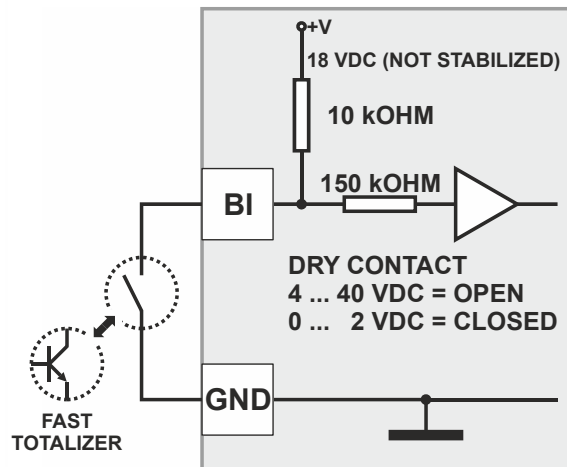 +V
18 VDC (NOT STABILIZED)
10 kOHM
150 kOHM
BI
DRY CONTACT
4 ... 40 VDC = OPEN
0 ... 2 VDC = CLOSED
GND
FAST
TOTALIZER